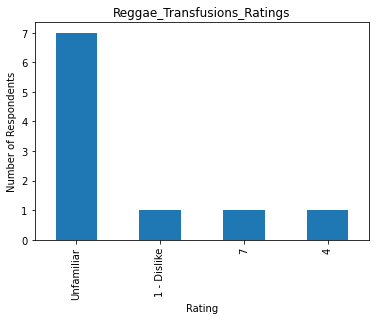 Reggae_Transfusions_Ratings
Number of Respondents
7
6
5
4
3
2
1
0
Unfamiliar
1 - Dislike
7
4
Rating